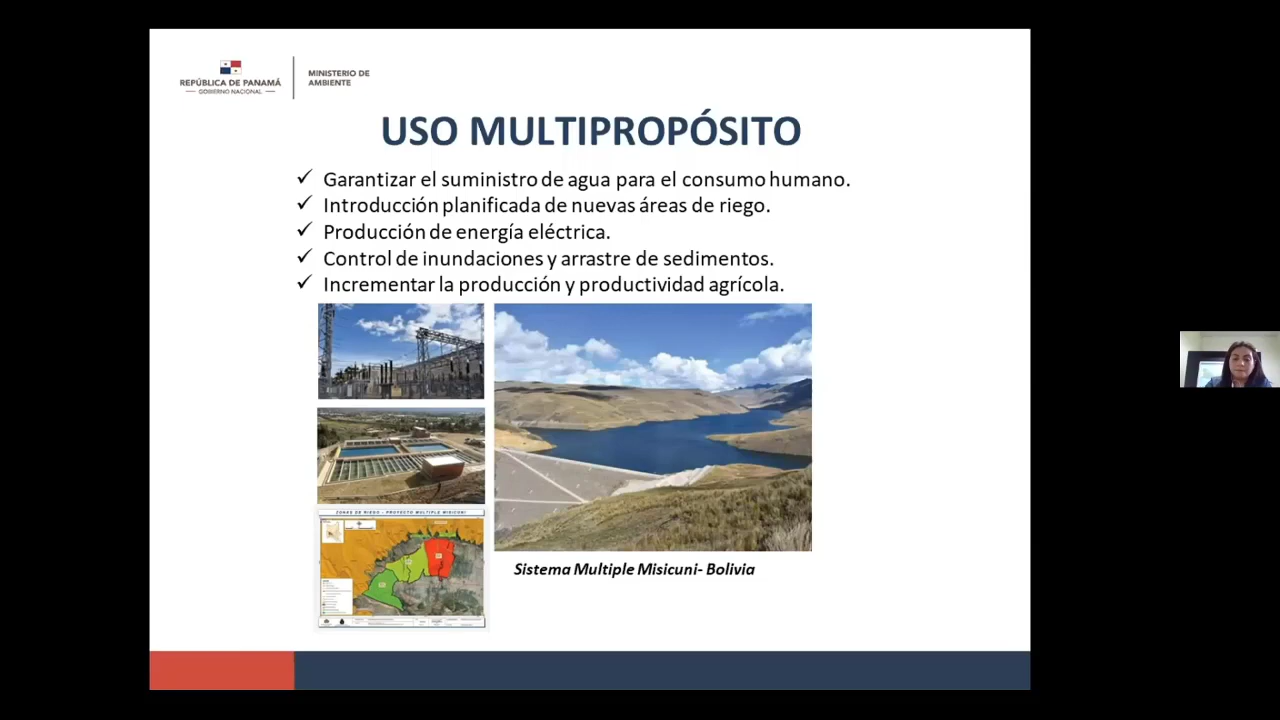 REPÚBLICA DE PANAMÁ
GOBIERNO NACIONAL
MINISTERIO DE
AMBIENTE
USO MULTIPROPÓSITO
✓ Garantizar el suministro de agua para el consumo humano.
✓ Introducción planificada de nuevas áreas de riego.
✓ Producción de energía eléctrica.
✓ Control de inundaciones y arrastre de sedimentos.
✓ Incrementar la producción y productividad agrícola.
ZONAS DE RIEGO - PROYECTO MULTIPLE MISICUNI
Sistema Multiple Misicuni- Bolivia